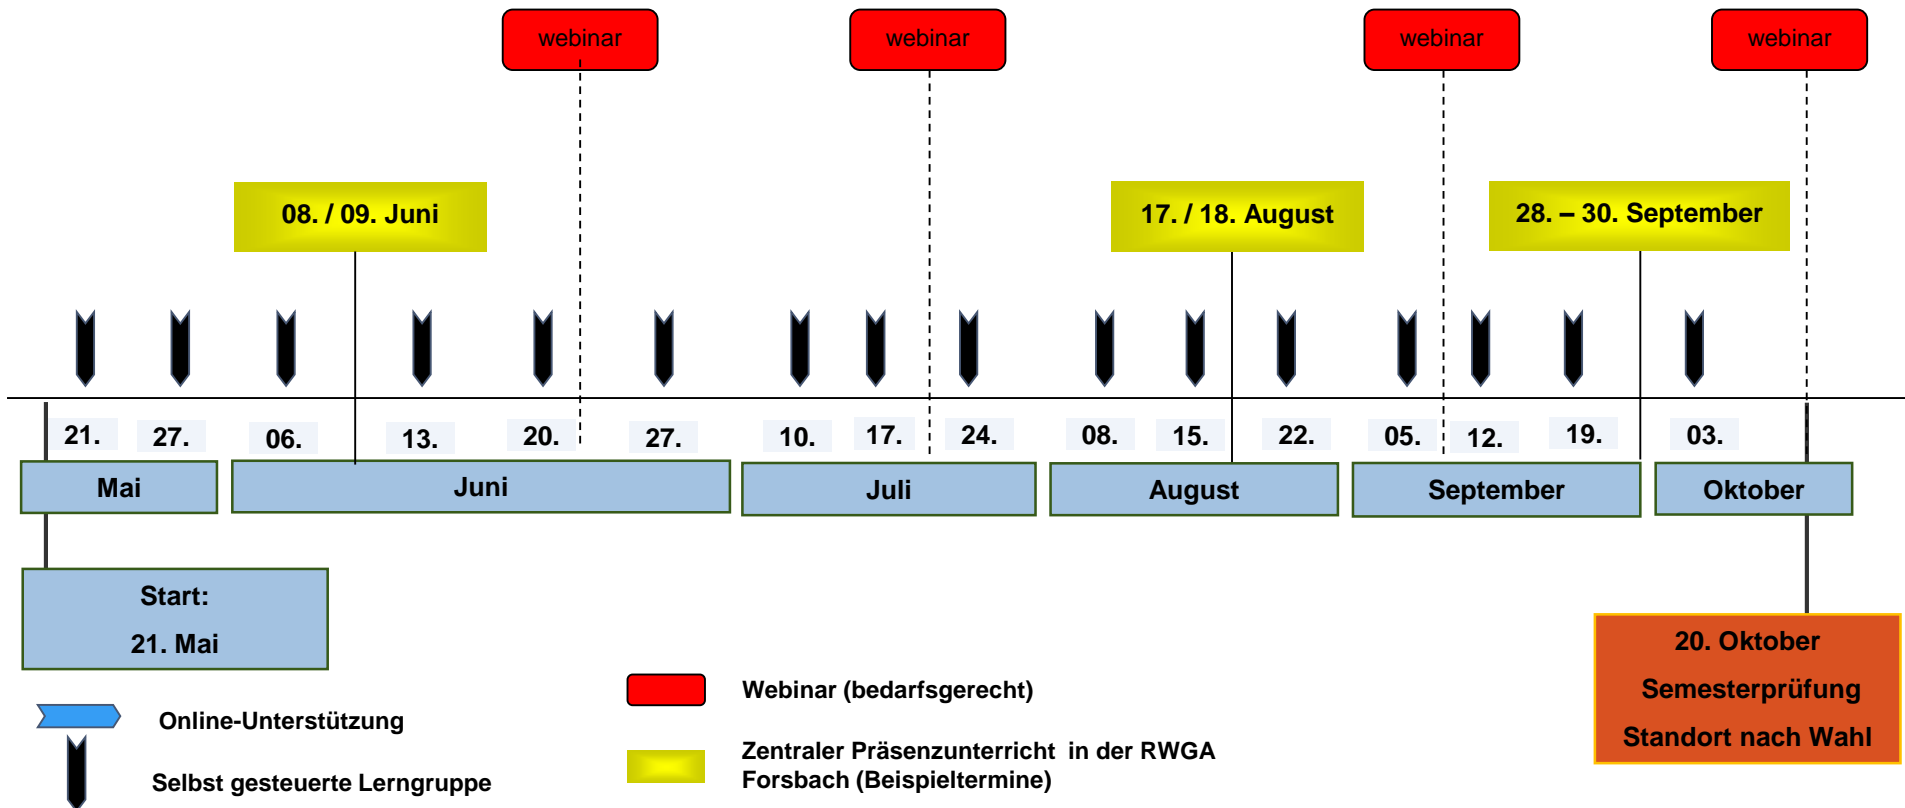 webinar
webinar
webinar
webinar
08. / 09. Juni
17. / 18. August
28. – 30. September
21.
27.
06.
13.
20.
27.
10.
17.
24.
08.
15.
22.
05.
12.
19.
03.
Mai
Juni
Juli
August
September
Oktober
Start:
21. Mai
20. Oktober
Semesterprüfung
Standort nach Wahl
Online-Unterstützung
Selbst gesteuerte Lerngruppe
Webinar (bedarfsgerecht)
Zentraler Präsenzunterricht in der RWGA
Forsbach (Beispieltermine)